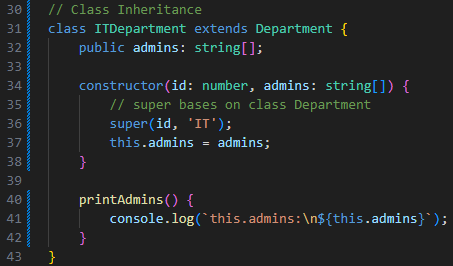 30 // Class Inheritance
31 class ITDepartment extends Department {
32     public admins: string[];
33
34     constructor(id: number, admins: string[]) {
35         // super bases on class Department
36         super(id, 'IT');
37         this.admins = admins;
38     }
39
40     printAdmins() {
41         console.log(`this.admins:\n${this.admins}`);
42     }
43 }